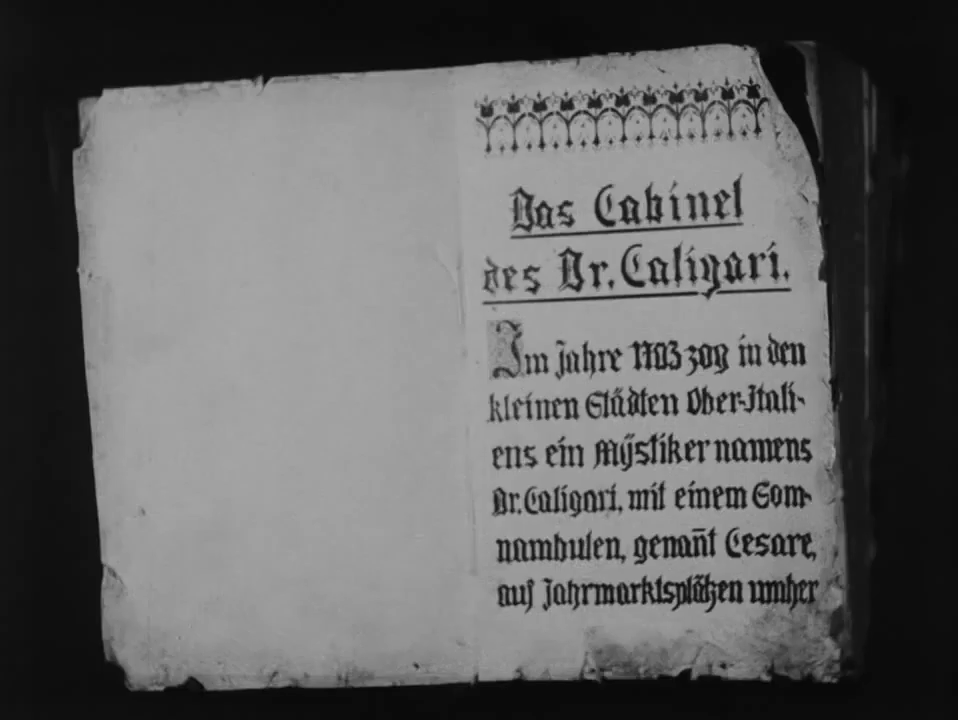 Das Cabinet
des Dr. Caligari.
Im Jahre 1703 zog in den
kleinen Städten Ober-Itali-
ens ein Mÿstiker namens
Dr. Caligari, mit einem Som-
nambulen, genañt Cesare,
auf Jahrmarktsplätzen umher